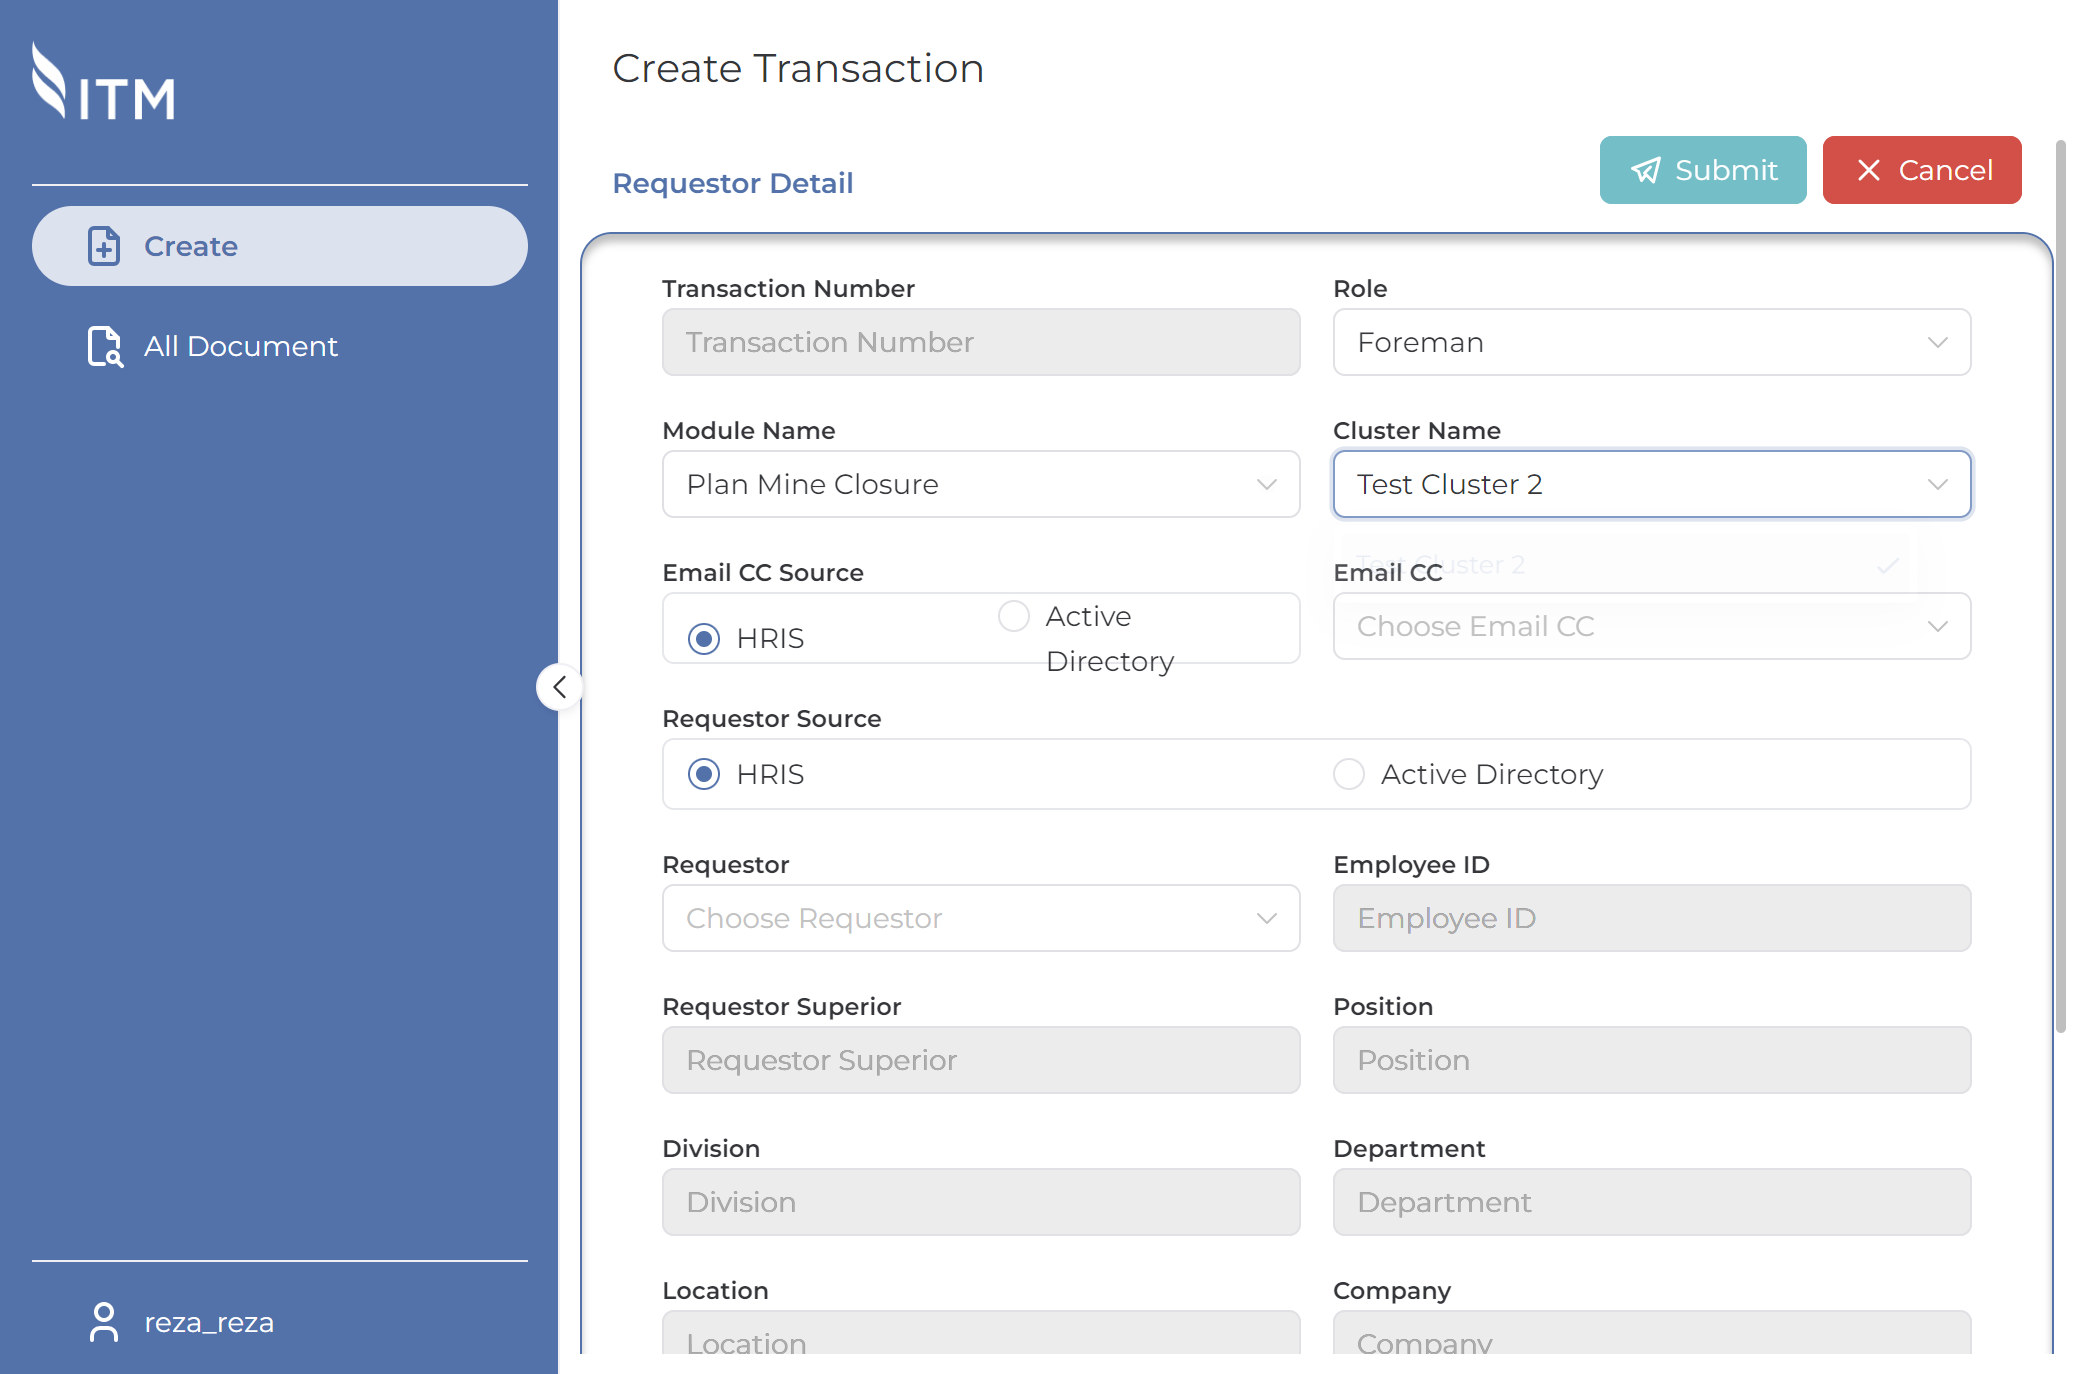 ITM
Create
All Document
reza_reza
Create Transaction
Requestor Detail
Submit
Cancel
Transaction Number
Transaction Number
Role
Foreman
Module Name
Plan Mine Closure
Cluster Name
Test Cluster 2
Test Cluster 2
Email CC Source
HRIS
Active
Directory
Email CC
Choose Email CC
Requestor Source
HRIS
Active Directory
Requestor
Choose Requestor
Employee ID
Employee ID
Requestor Superior
Requestor Superior
Position
Position
Division
Division
Department
Department
Location
Location
Company
Company